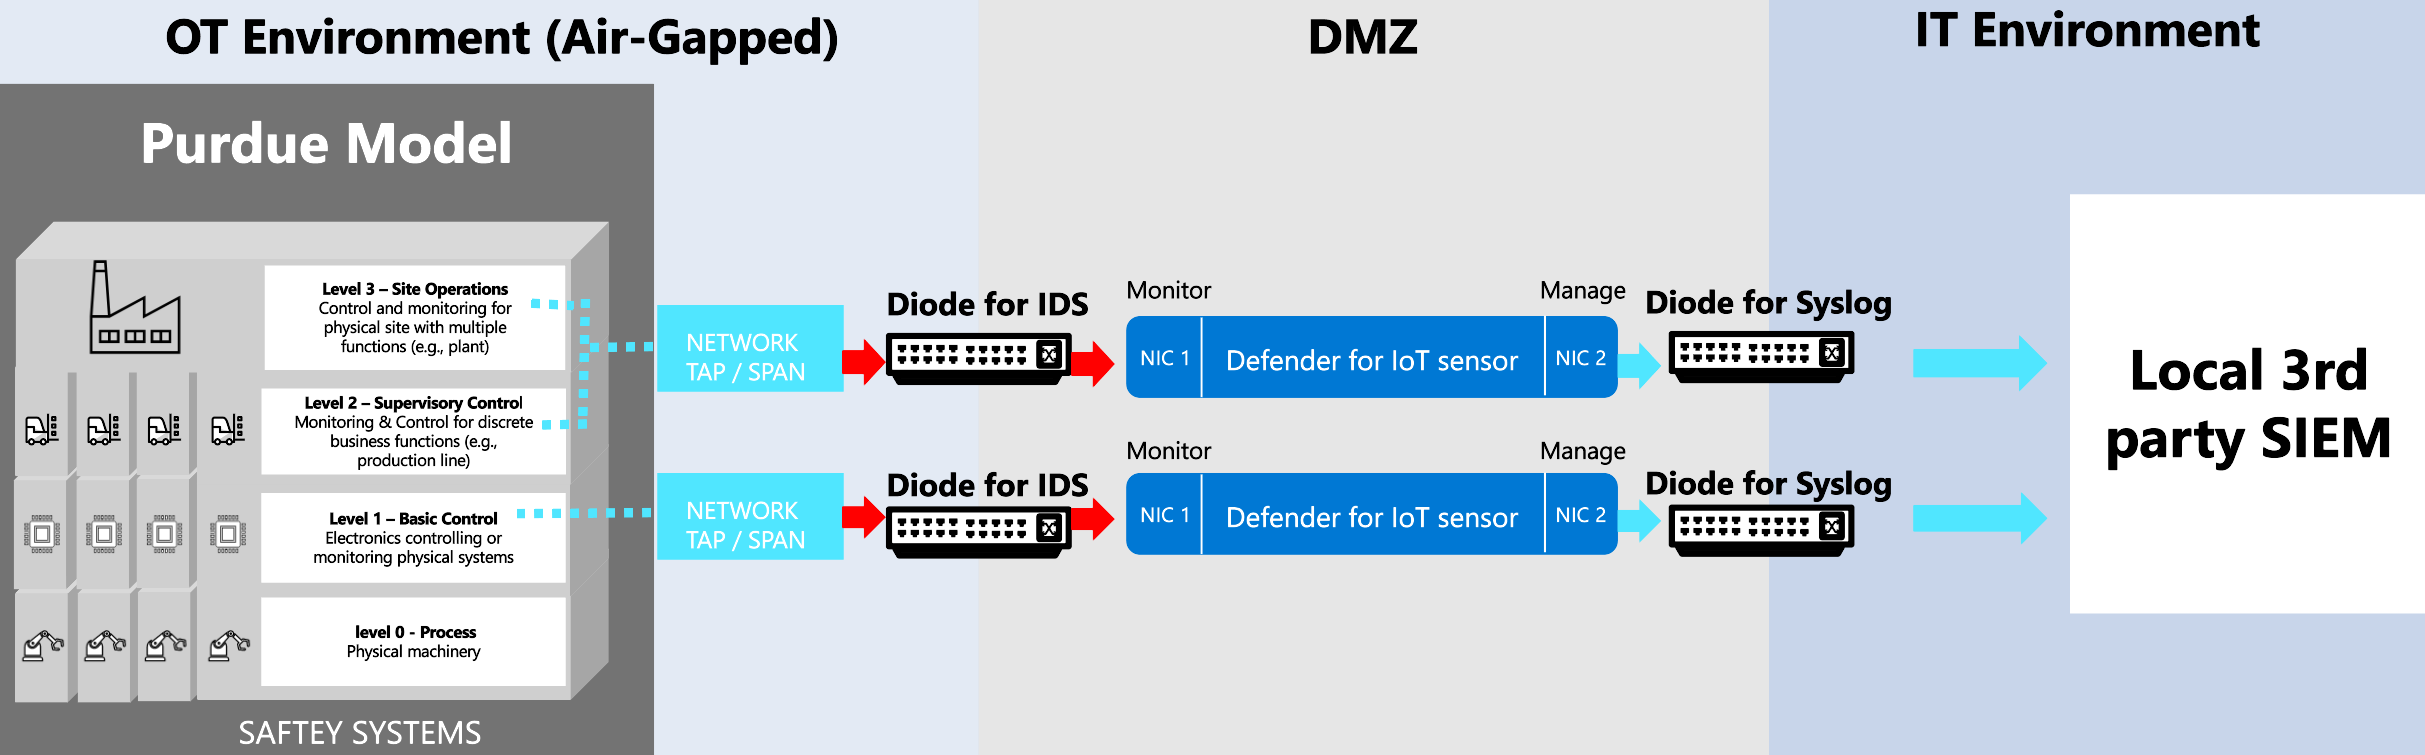 OT Environment (Air-Gapped)
DMZ
IT Environment
Purdue Model
Level 3 – Site Operations
Control and monitoring for
physical site with multiple
functions (e.g., plant)
Level 2 – Supervisory Control
Monitoring & Control for discrete
business functions (e.g.,
production line)
Level 1 – Basic Control
Electronics controlling or
monitoring physical systems
level 0 - Process
Physical machinery
SAFTEY SYSTEMS
NETWORK
TAP / SPAN
Diode for IDS
Monitor
Manage
NIC 1
Defender for IoT sensor
NIC 2
Diode for Syslog
NETWORK
TAP / SPAN
Diode for IDS
Monitor
Manage
NIC 1
Defender for IoT sensor
NIC 2
Diode for Syslog
Local 3rd
party SIEM